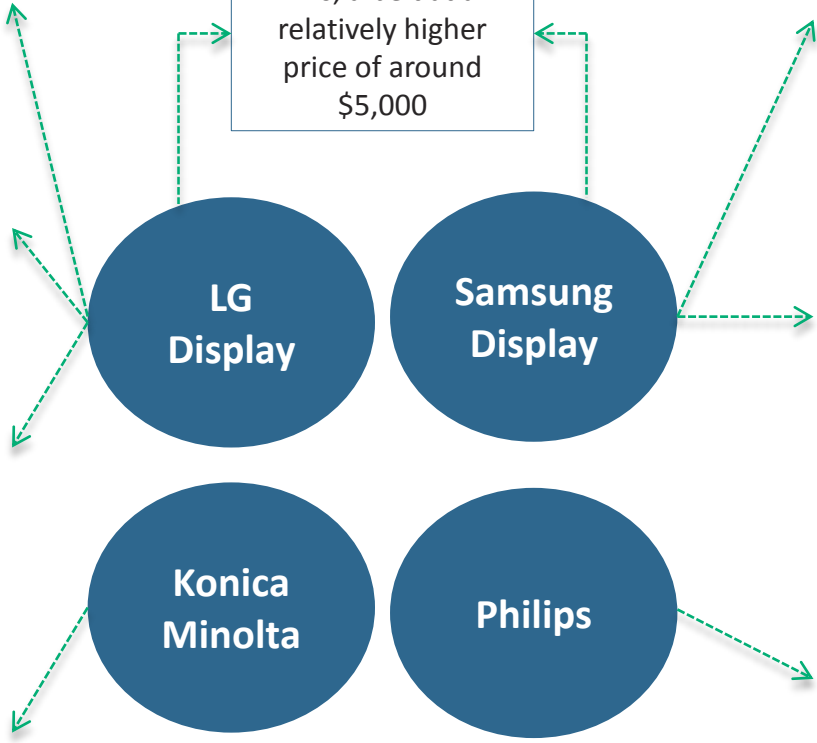 relatively higher
price of around
$5,000
LG
Display
Samsung
Display
Konica
Minolta
Philips